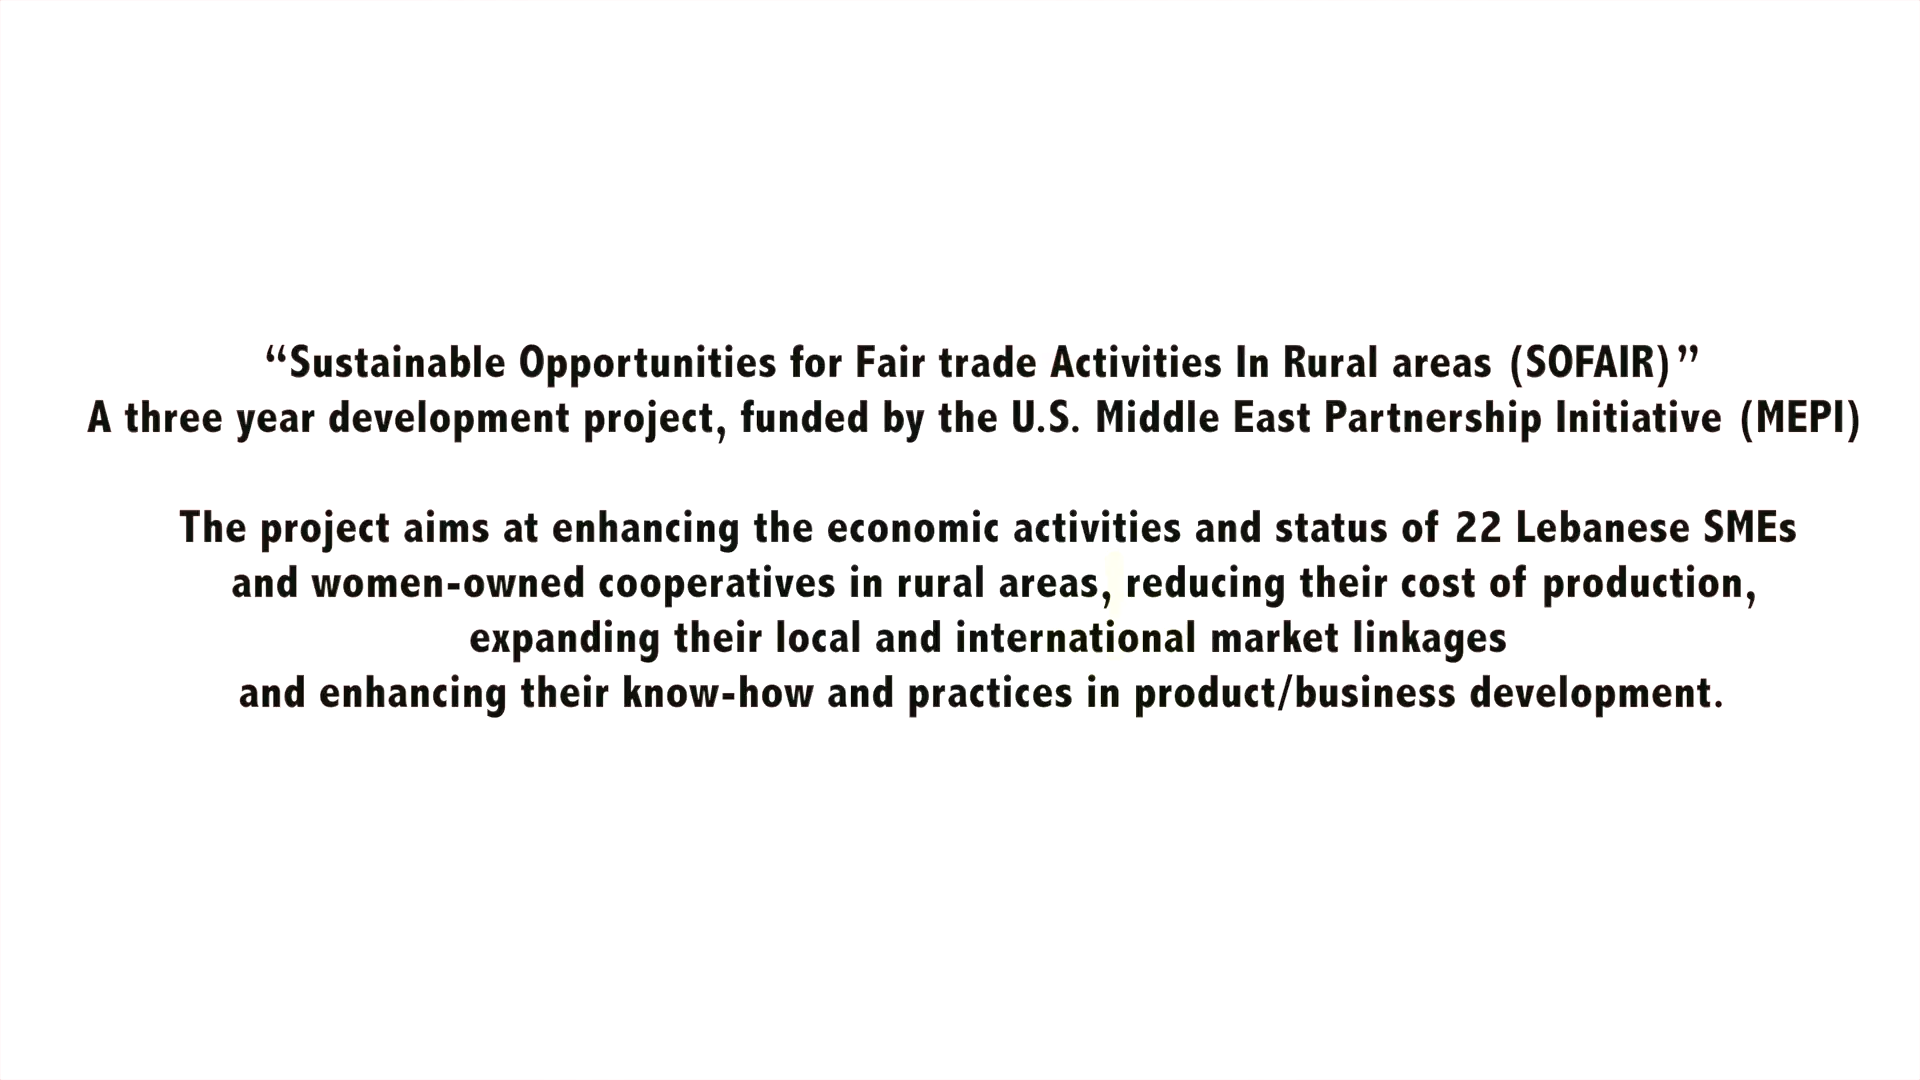 “Sustainable Opportunities for Fair trade Activities In Rural areas (SOFAIR)”
A three year development project, funded by the U.S. Middle East Partnership Initiative (MEPI)
The project aims at enhancing the economic activities and status of 22 Lebanese SMEs
and women-owned cooperatives in rural areas, reducing their cost of production,
expanding their local and international market linkages
and enhancing their know-how and practices in product/business development.